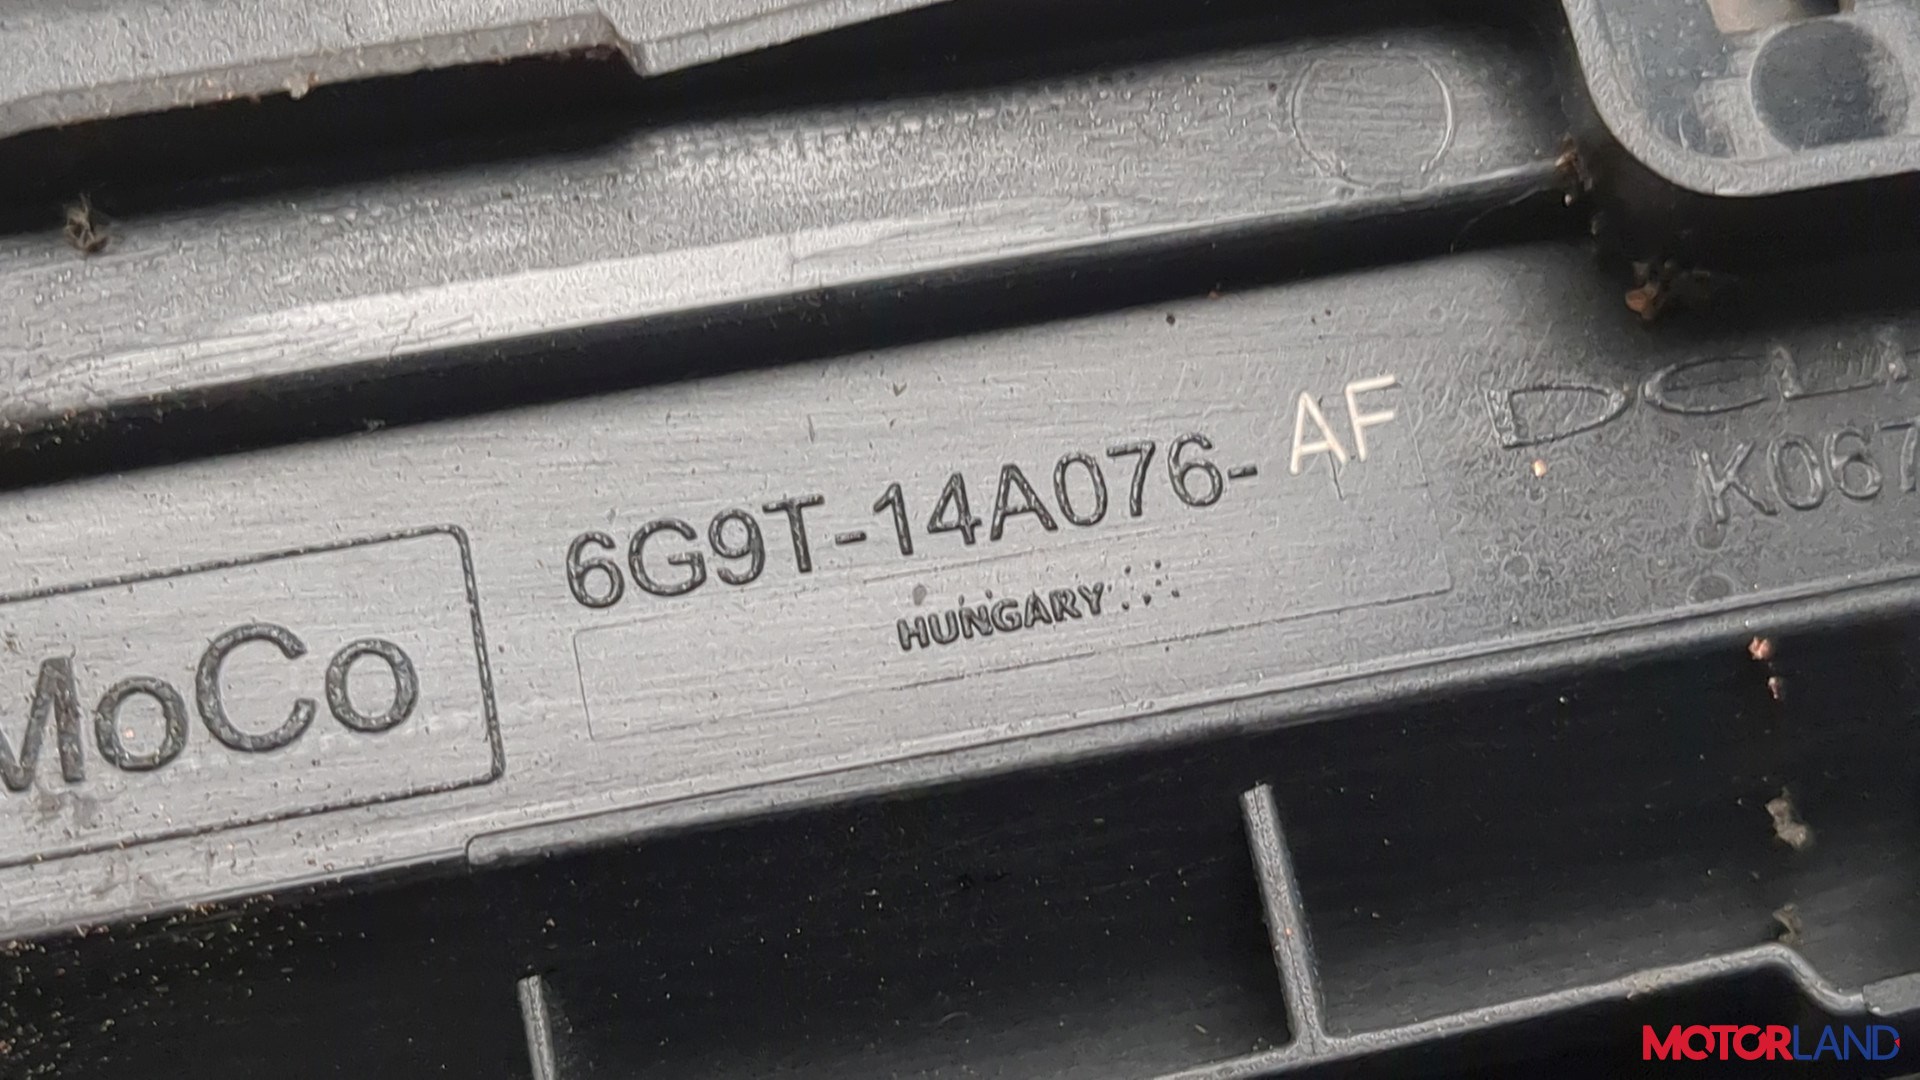 MoCo
6G9T-14A076-AF
HUNGARY
K067
MOTORLAND